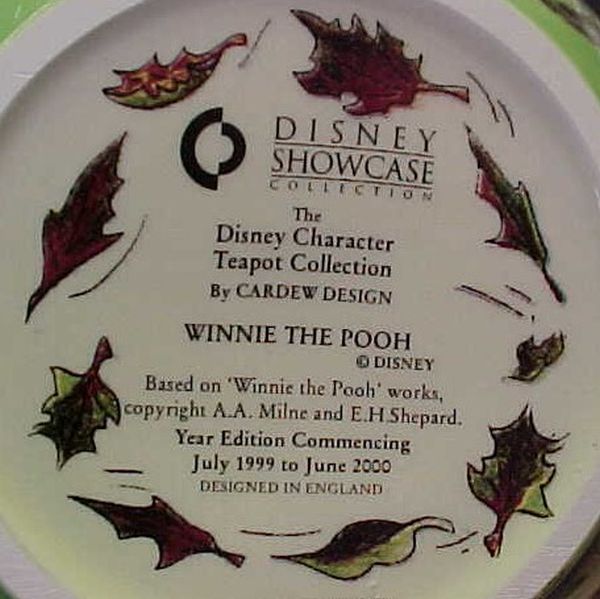 DISNEY
SHOWCASE
COLLECTION
The
Disney Character
Teapot Collection
By CARDEW DESIGN
WINNIE THE POOH
© DISNEY
Based on 'Winnie the Pooh' works,
copyright A.A. Milne and E.H.Shepard.
Year Edition Commencing
July 1999 to June 2000
DESIGNED IN ENGLAND